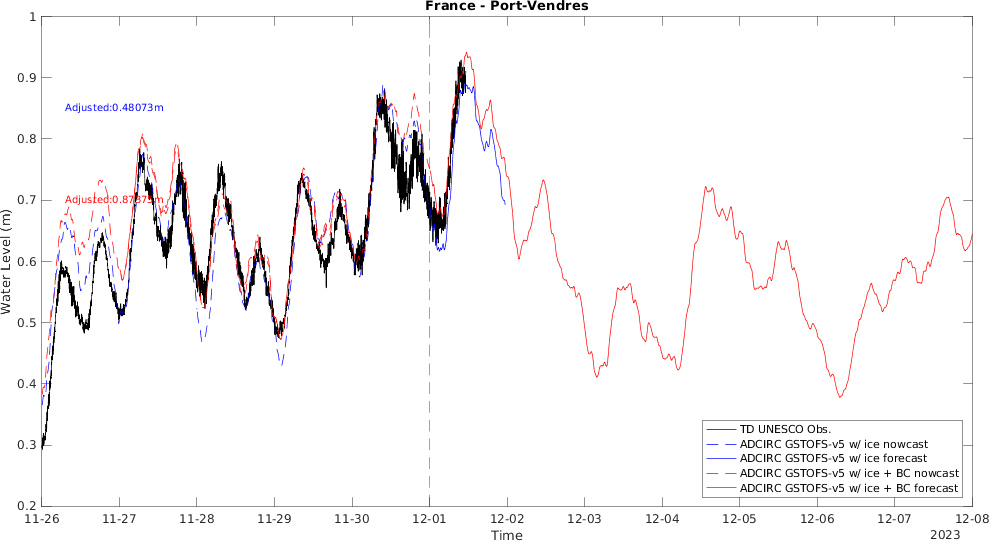 France - Port-Vendres
1
0.9
0.8
0.7
0.6
0.5
0.4
0.3
0.2
Water Level (m)
Adjusted:0.48073m
TD UNESCO Obs.
ADCIRC GSTOFS-v5 w/ ice nowcast
ADCIRC GSTOFS-v5 w/ ice forecast
ADCIRC GSTOFS-v5 w/ ice + BC nowcast
ADCIRC GSTOFS-v5 w/ ice + BC forecast
11-26 11-27 11-28 11-29 11-30 12-01 12-02 12-03 12-04 12-05 12-06 12-07 12-08
Time
2023